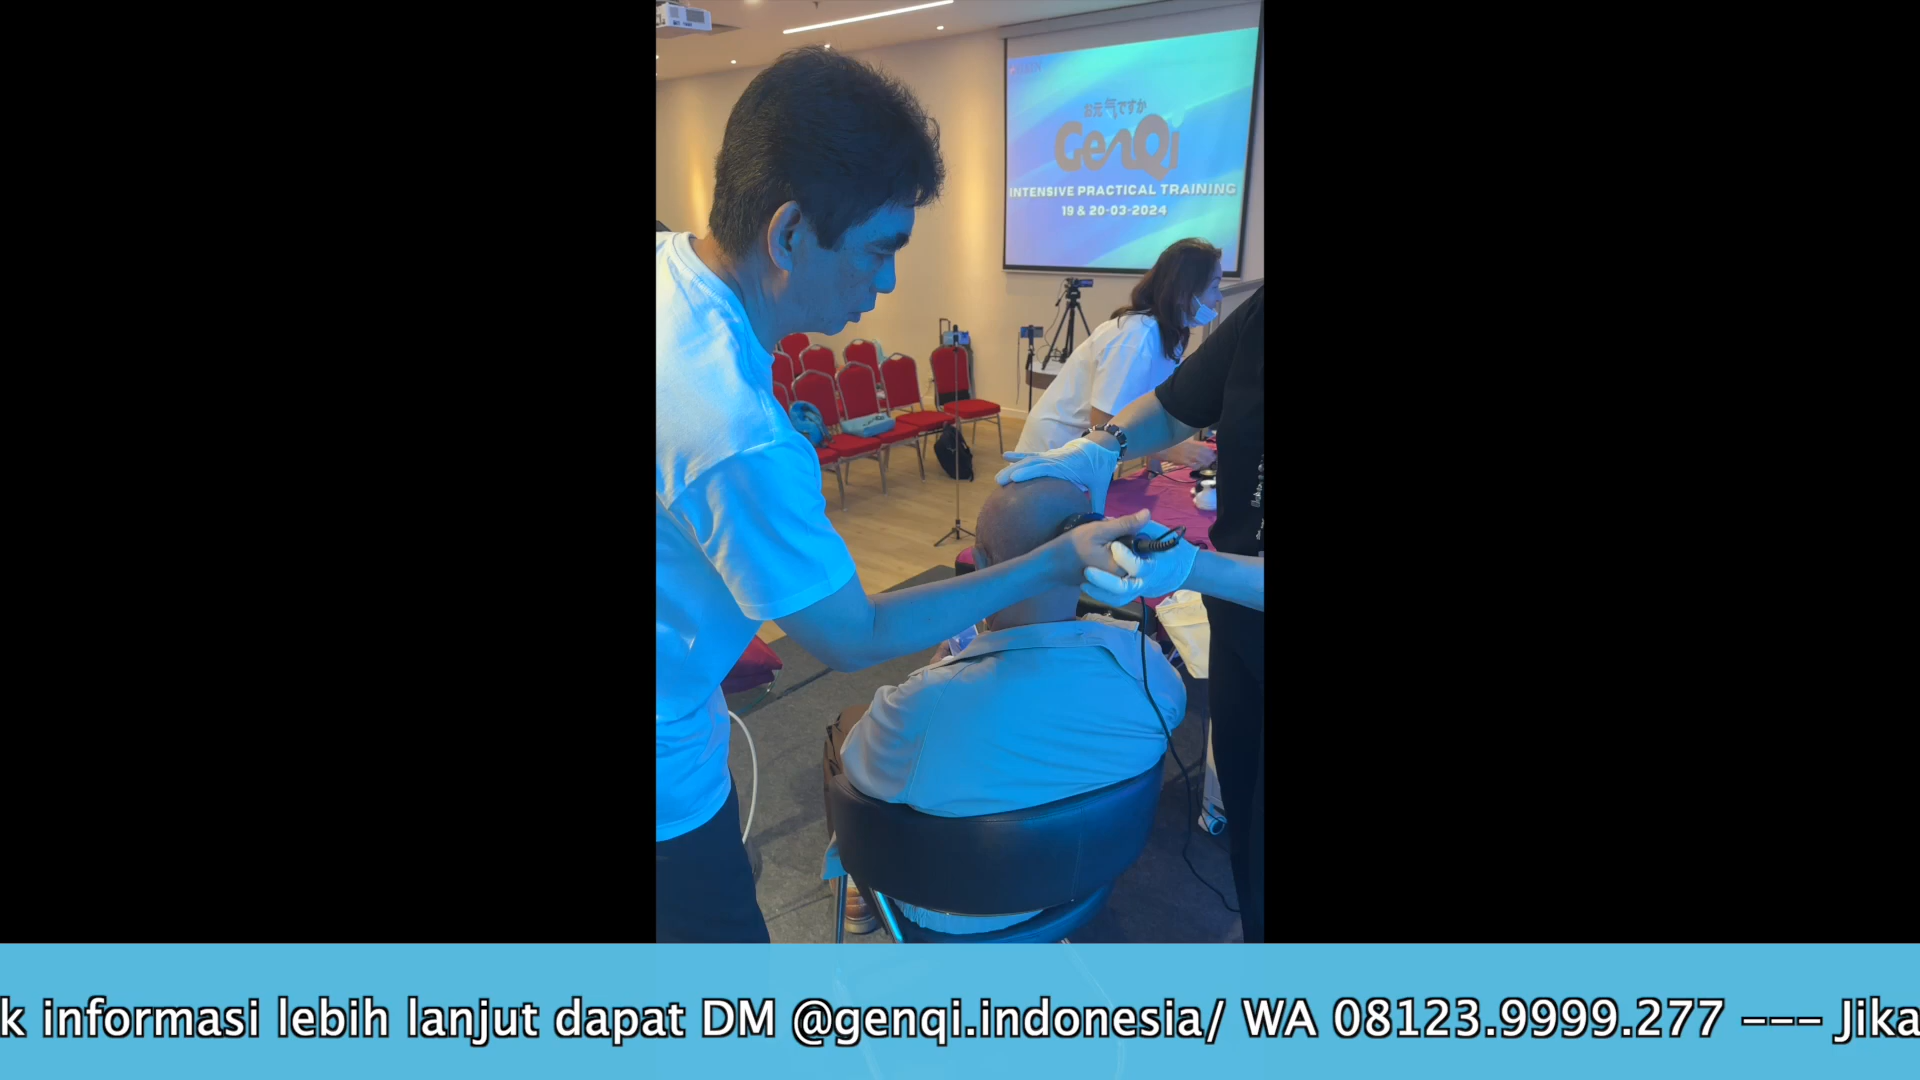 お元气ですか
GenQi
INTENSIVE PRACTICAL TRAINING
19 & 20-03-2024
k informasi lebih lanjut dapat DM @genqi.indonesia/ WA 08123.9999.277 --- Jika